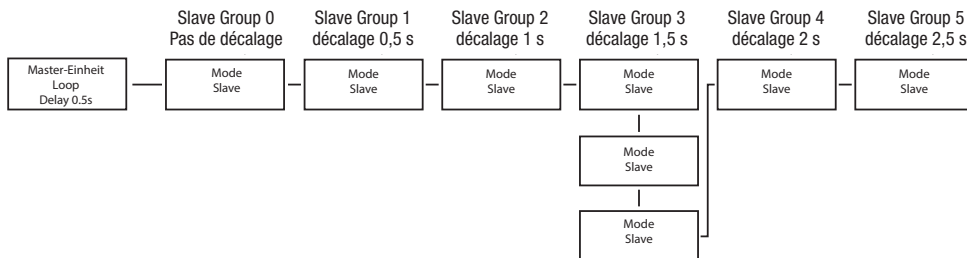 Slave Group 0
Pas de décalage
Slave Group 1
décalage 0,5 s
Slave Group 2
décalage 1 s
Slave Group 3
décalage 1,5 s
Slave Group 4
décalage 2 s
Slave Group 5
décalage 2,5 s
Master-Einheit
Loop
Delay 0.5s
Mode
Slave
Mode
Slave
Mode
Slave
Mode
Slave
Mode
Slave
Mode
Slave
Mode
Slave
Mode
Slave